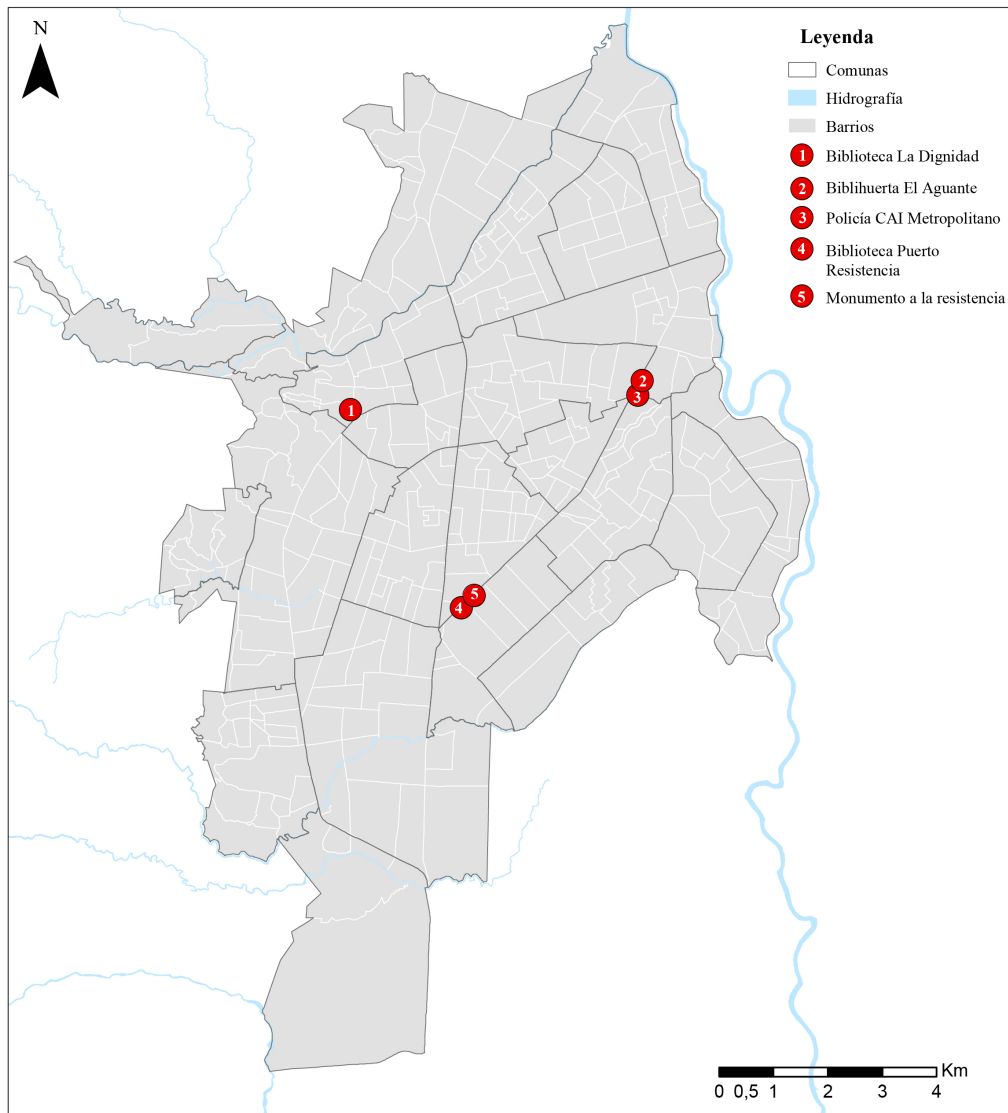 N
Leyenda
Comunas
Hidrografía
Barrios
1 Biblioteca La Dignidad
2 Biblihuerta El Aguante
3 Policía CAI Metropolitano
4 Biblioteca Puerto
Resistencia
5 Monumento a la resistencia
2
3
1
5
4
Km
0 0,5 1 2 3 4